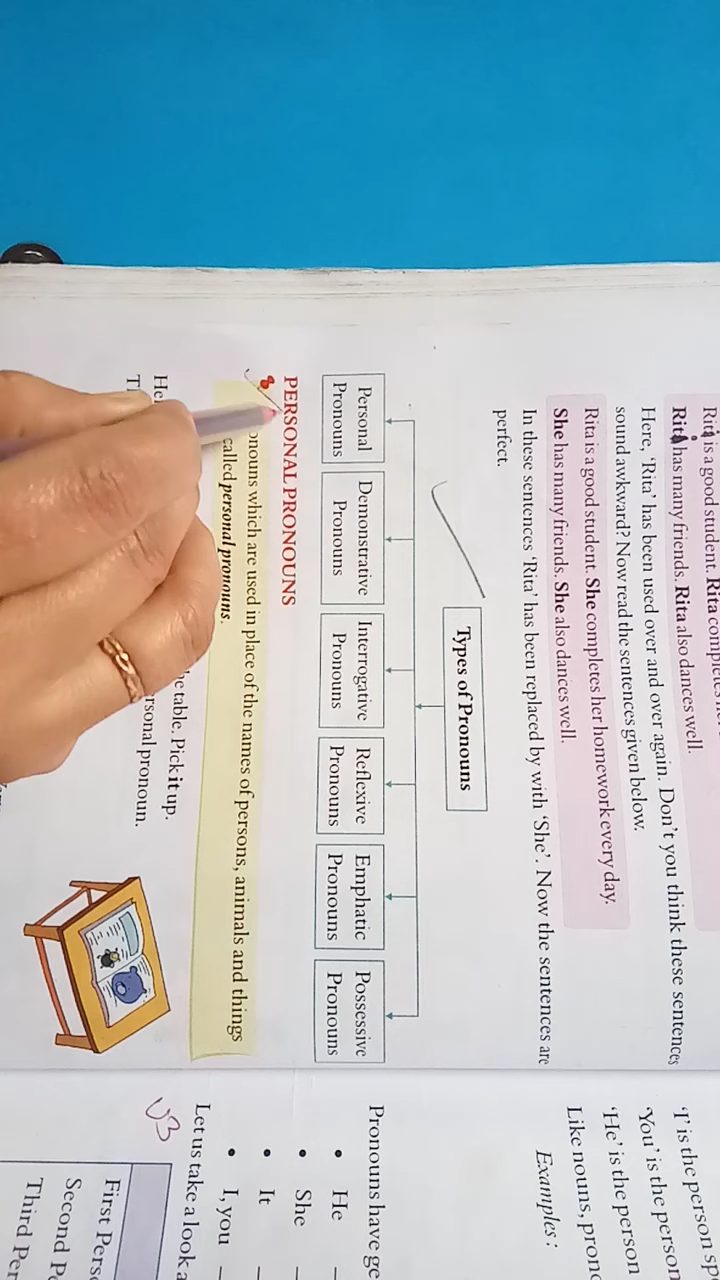 Rita is a good student. Rita completes
Rita has many friends. Rita also dances well.
Here, ‘Rita’ has been used over and over again. Don’t you think these sentences
sound awkward? Now read the sentences given below.
Rita is a good student. She completes her homework every day.
She has many friends. She also dances well.
In these sentences ‘Rita’ has been replaced by with ‘She’. Now the sentences are
perfect.
Types of Pronouns
Personal Pronouns
Demonstrative Pronouns
Interrogative Pronouns
Reflexive Pronouns
Emphatic Pronouns
Possessive Pronouns
PERSONAL PRONOUNS
which are used in place of the names of persons, animals and things
called personal pronouns.
table. Pick it up.
pronoun.
‘I’ is the person
‘You’ is the person
‘He’ is the person
Like nouns,
Examples:
Pronouns have
• He
• She
• It
• I, you
Let us take a look a
First
Second
Third